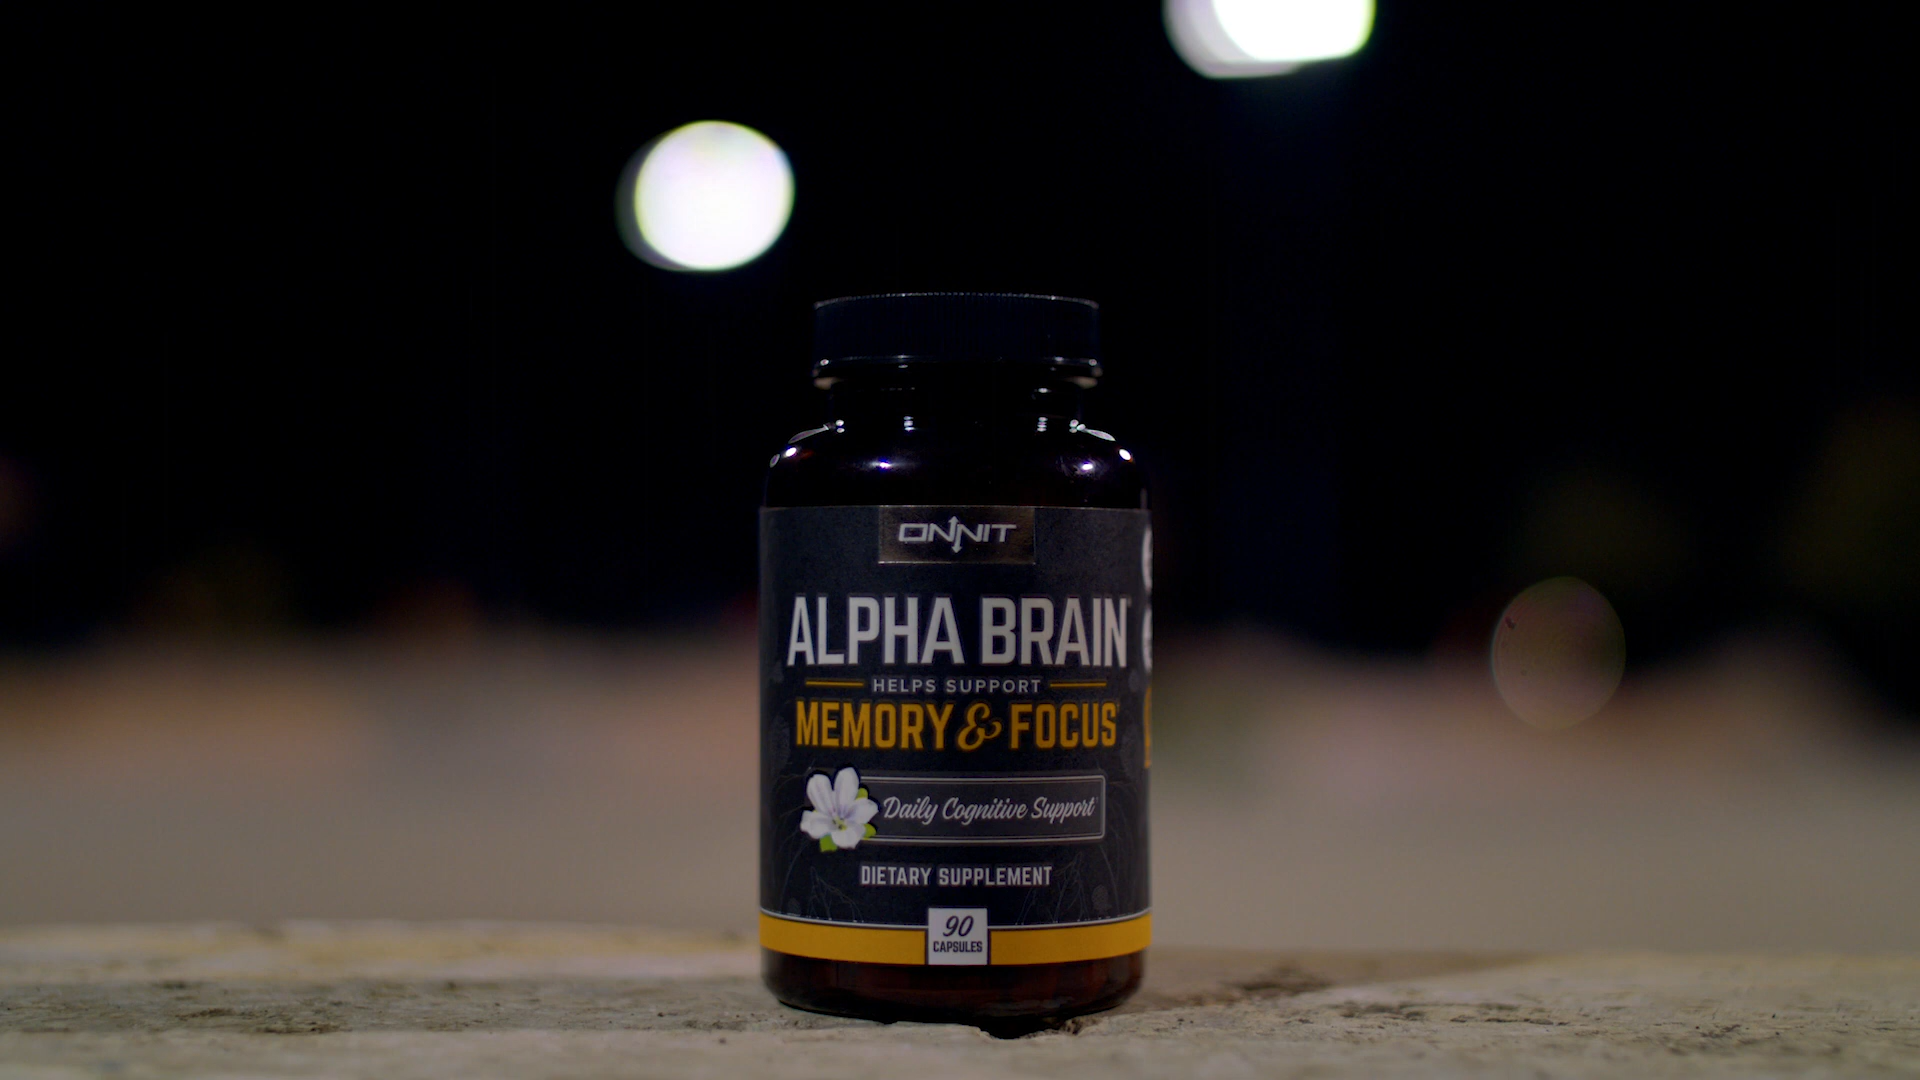 ONNIT
ALPHA BRAIN
HELPS SUPPORT
MEMORY & FOCUS
Daily Cognitive Support
DIETARY SUPPLEMENT
90
CAPSULES